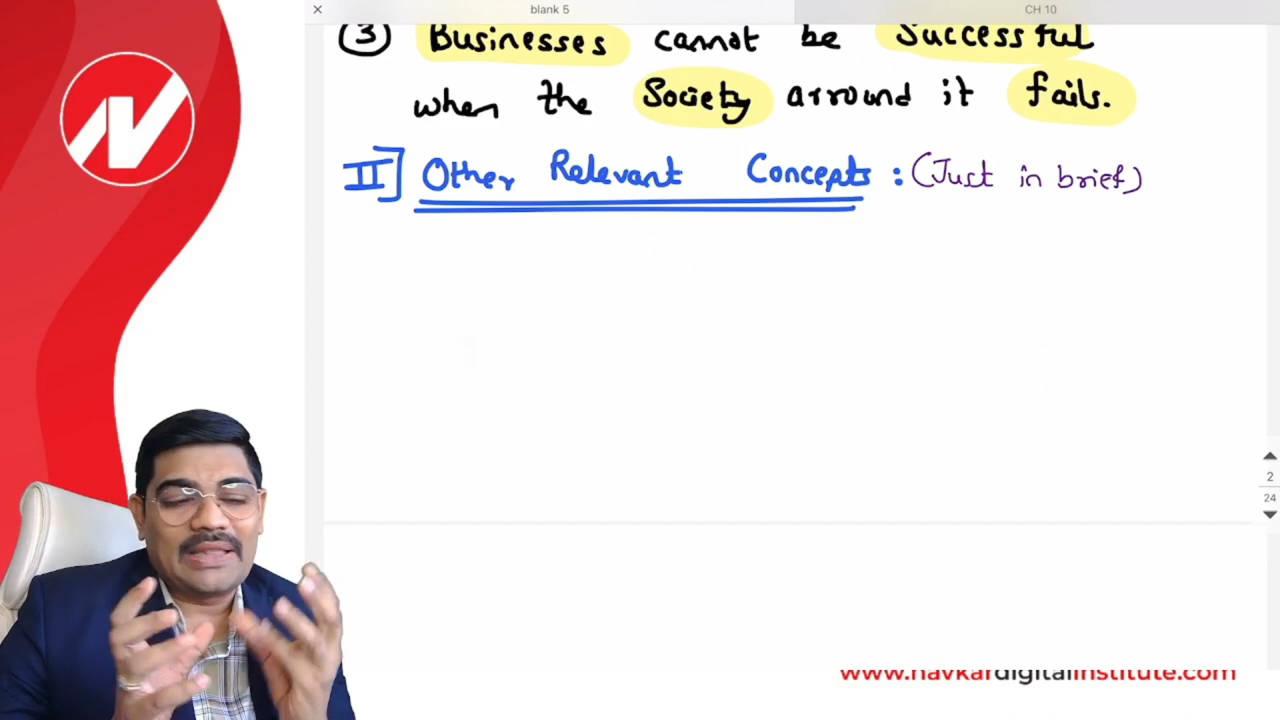 blank 5
CH 10
③ Businesses cannot be Successful
when the Society arround it fails.
II] Other Relevant Concepts : (Just in brief)
2
24
www.navkardigitalinstitute.com